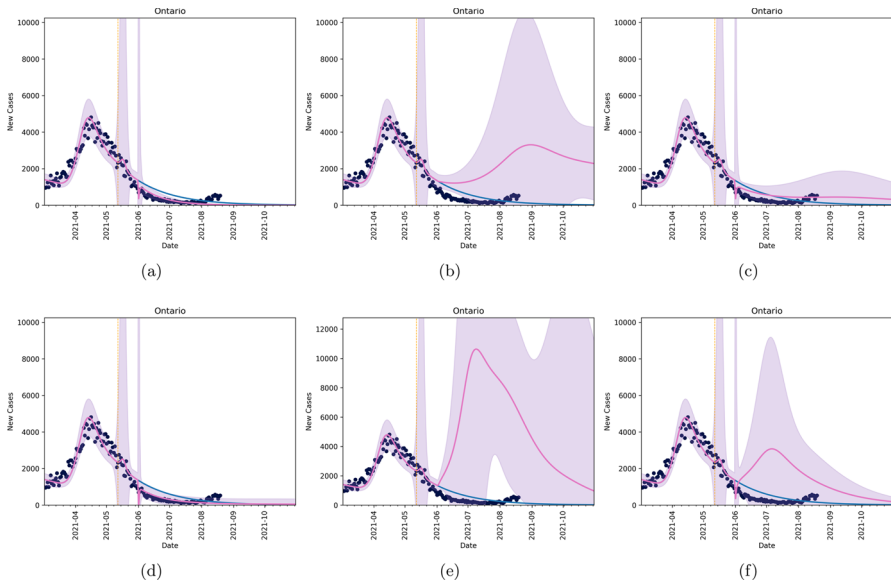 Ontario Ontario Ontario
10000 10000 10000
8000 8000 8000
6000 6000 6000
New Cases New Cases New Cases
4000 4000 4000
2000 2000 2000
0 0 0
2021-04 2021-05 2021-06 2021-07 2021-08 2021-09 2021-10 2021-04 2021-05 2021-06 2021-07 2021-08 2021-09 2021-10 2021-04 2021-05 2021-06 2021-07 2021-08 2021-09 2021-10
Date Date Date
(a) (b) (c)
Ontario Ontario Ontario
10000 12000 10000
8000 10000 8000
6000 8000 6000
New Cases New Cases New Cases
4000 6000 4000
2000 4000 2000
0 2000 0
0
2021-04 2021-05 2021-06 2021-07 2021-08 2021-09 2021-10 2021-04 2021-05 2021-06 2021-07 2021-08 2021-09 2021-10 2021-04 2021-05 2021-06 2021-07 2021-08 2021-09 2021-10
Date Date Date
(d) (e) (f)